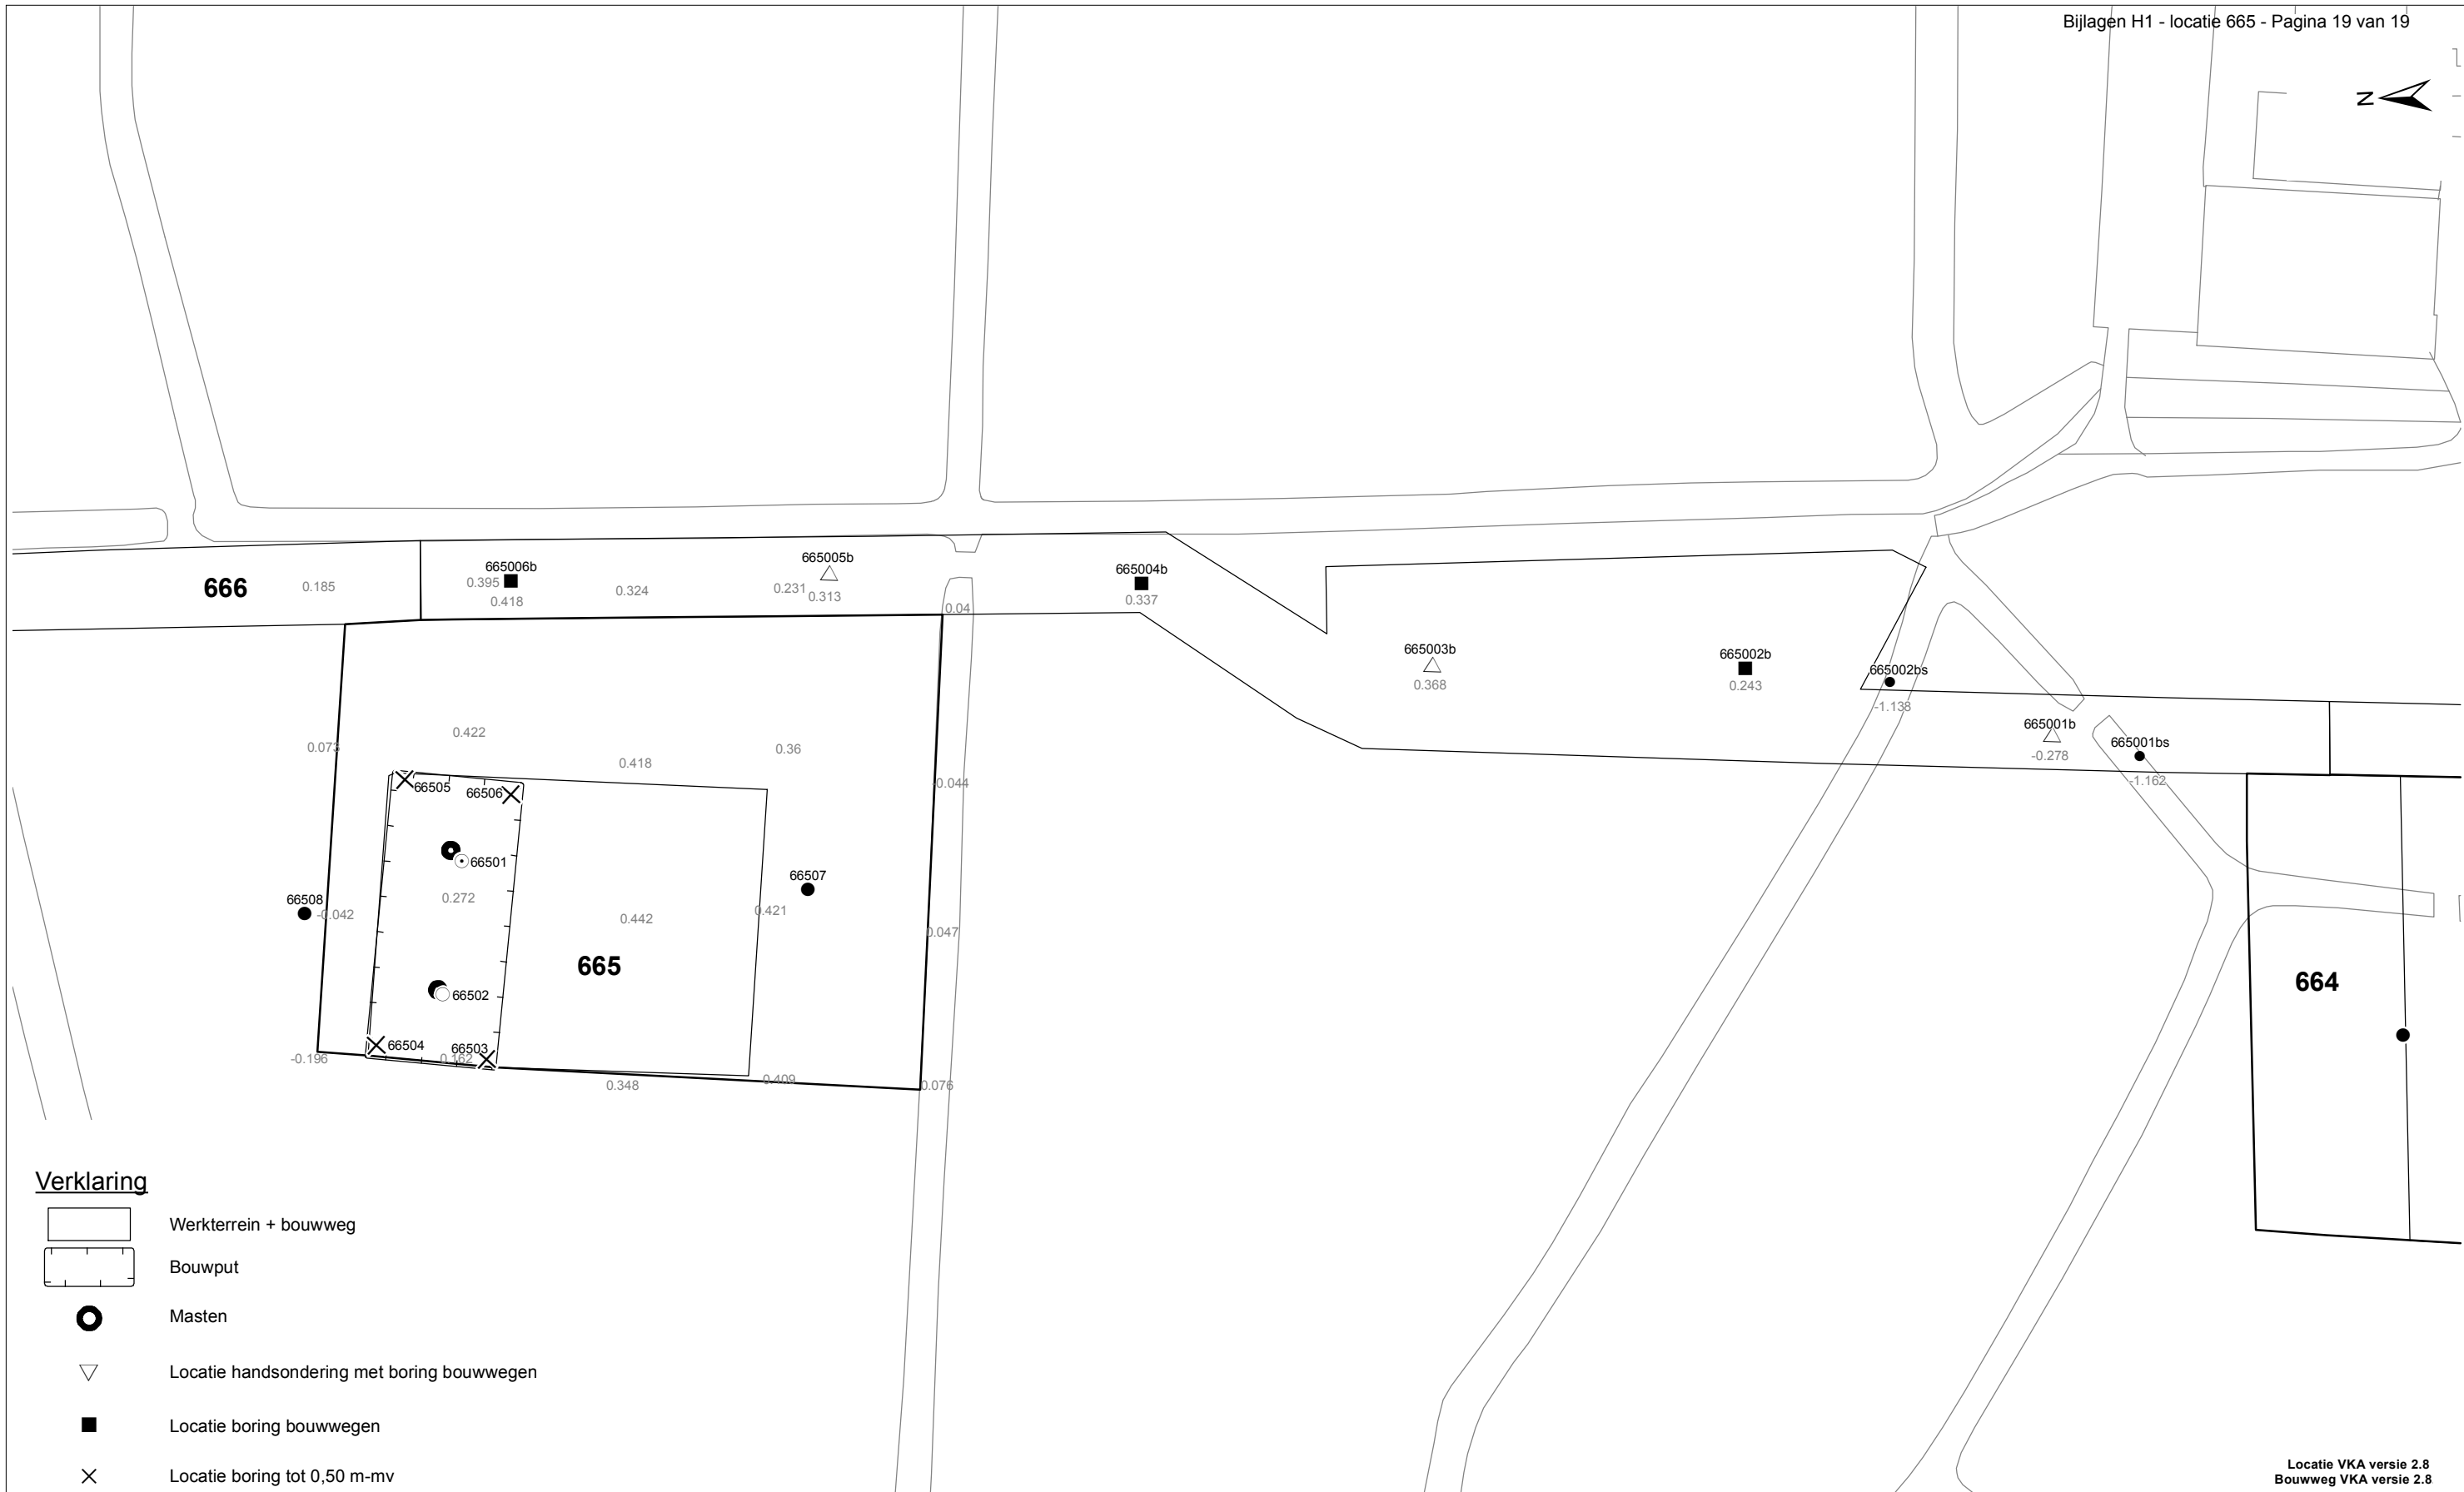 Bijlagen H1 - locatie 665 - Pagina 19 van 19
N
665006b
665005b
665004b
666
0.185
0.395
0.418
0.324
0.231
0.313
0.337
0.04
665003b
0.368
665002b
0.243
665002bs
-1.138
665001b
-0.278
665001bs
-1.162
0.073
0.422
0.418
0.36
-0.044
66505
66506
66501
66507
66508
-0.042
0.272
0.442
0.421
0.047
665
664
66502
66504
66503
-0.196
0.162
0.348
0.409
0.076
Verklaring
Werkterrein + bouwweg
Bouwput
Masten
Locatie handsondering met boring bouwwegen
Locatie boring bouwwegen
Locatie boring tot 0,50 m-mv
Locatie VKA versie 2.8
Bouwweg VKA versie 2.8